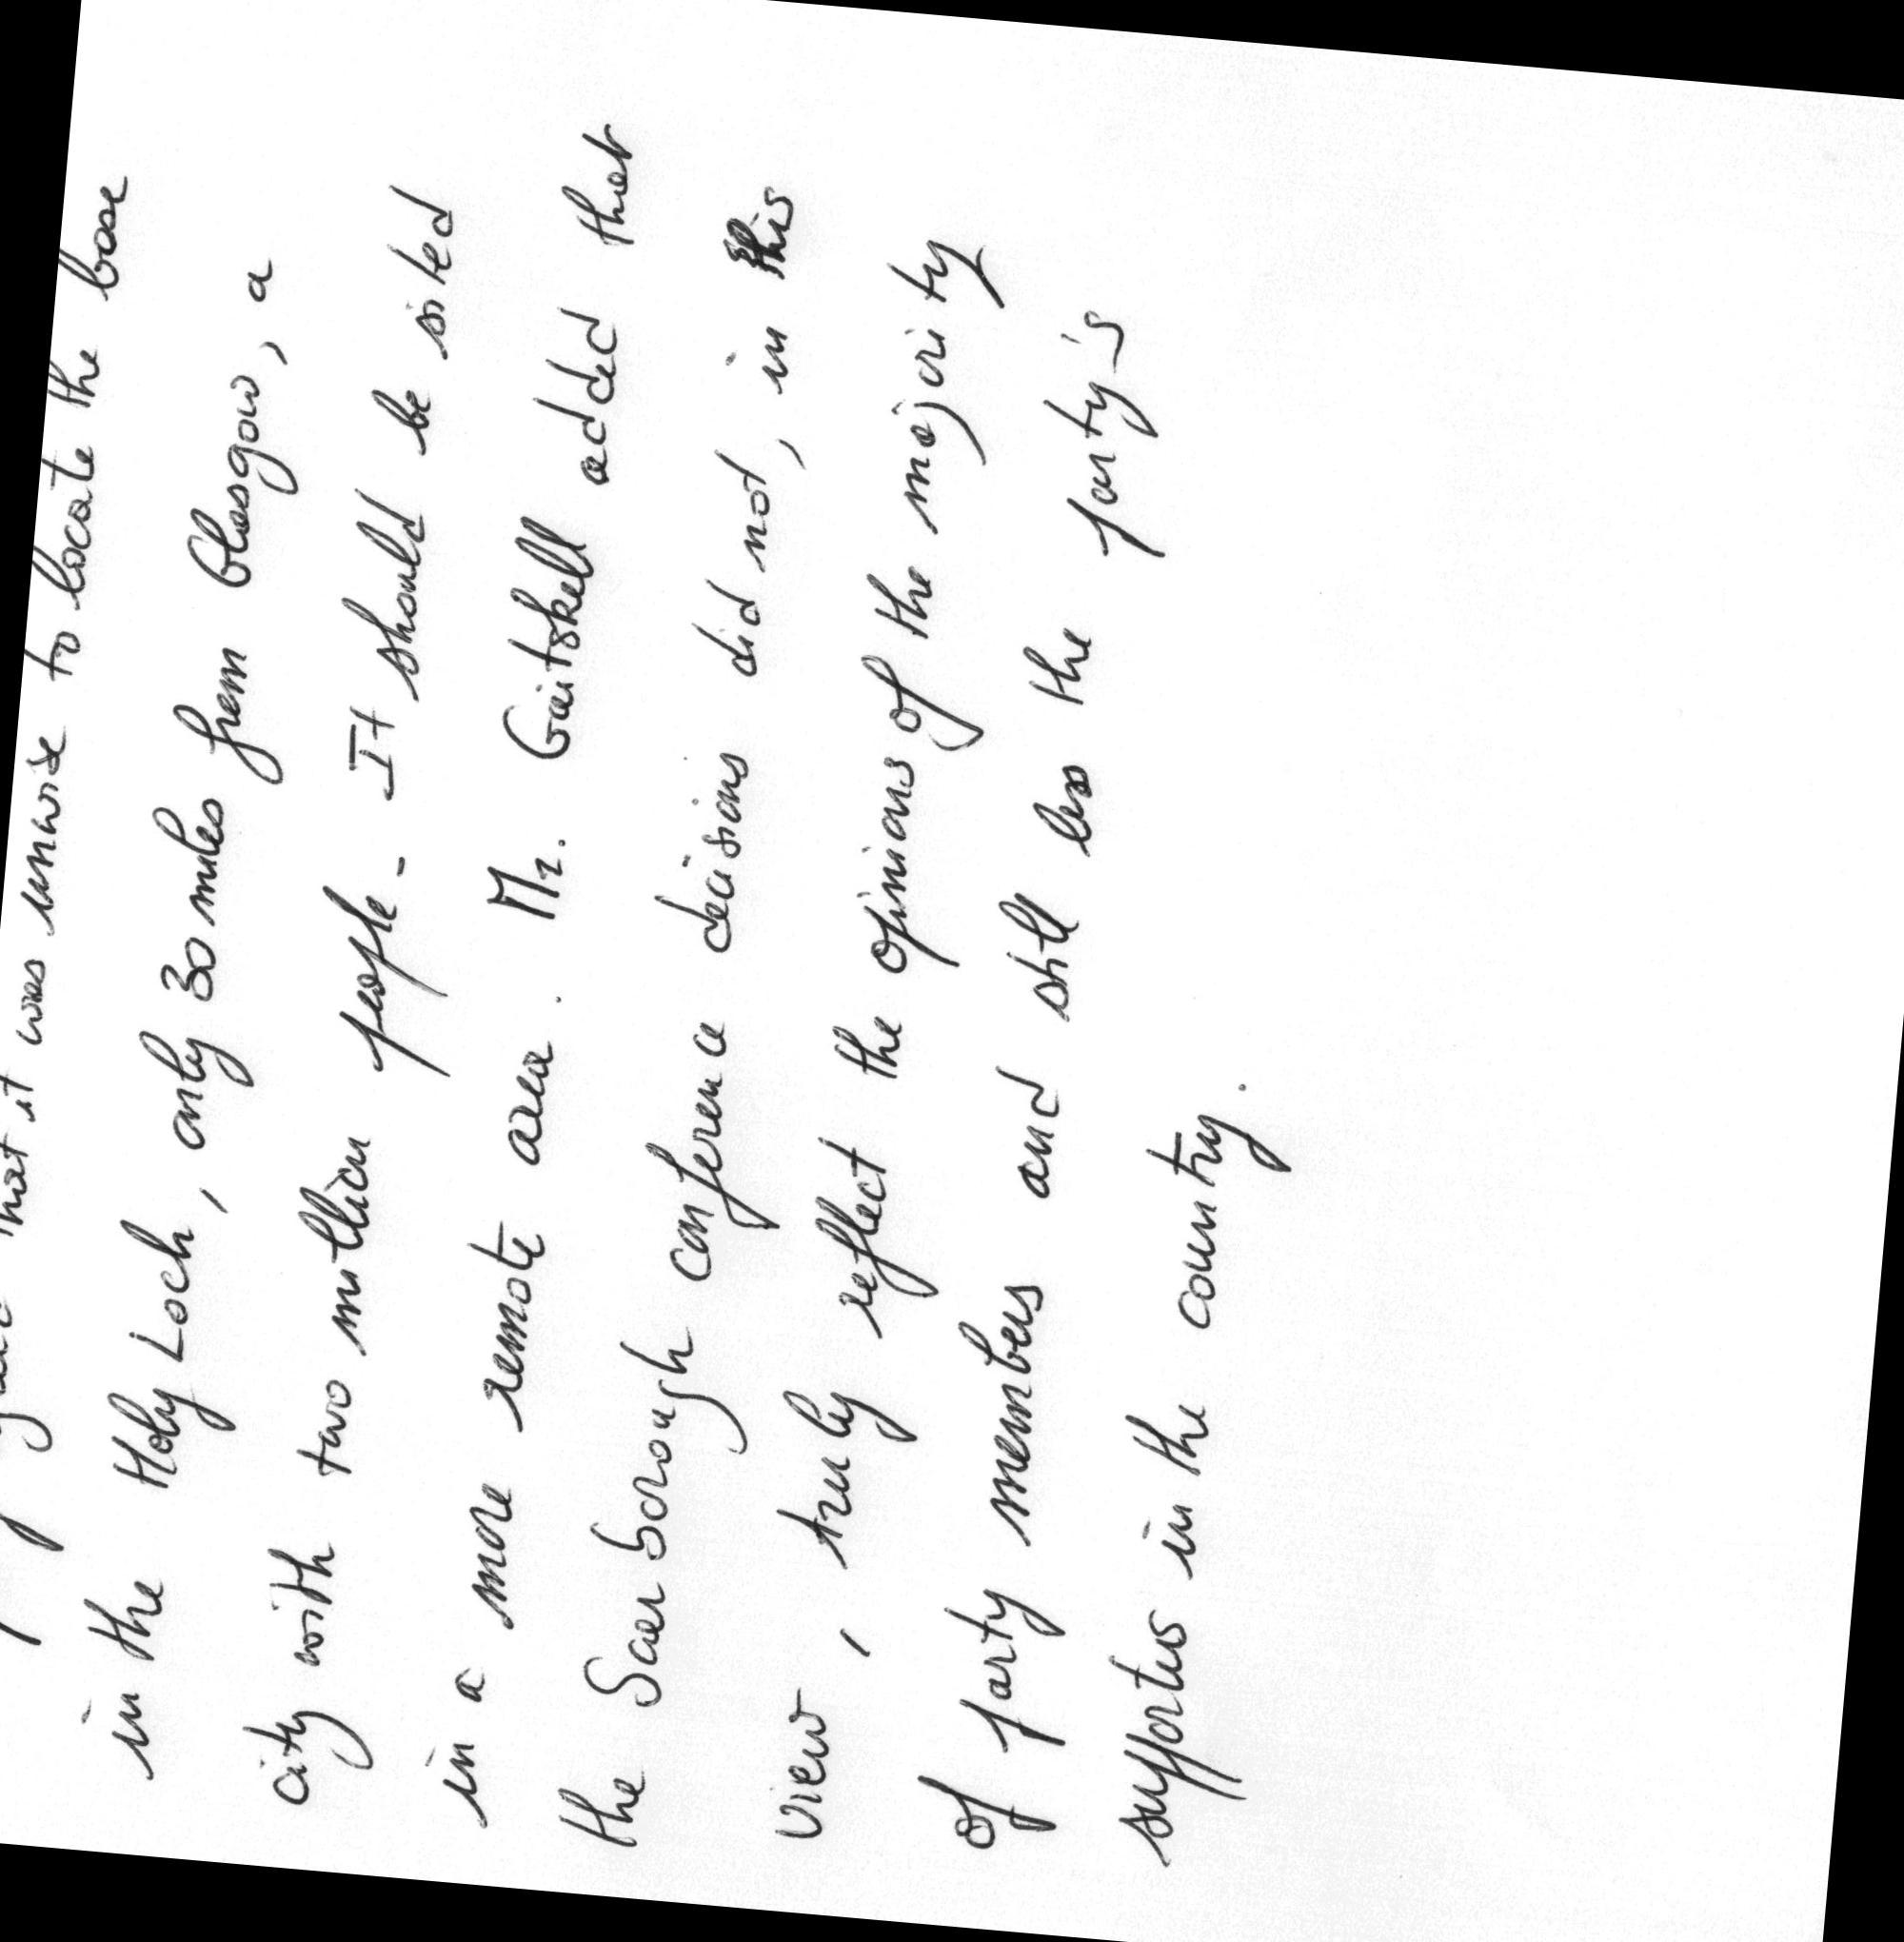 that it was unwise to locate the base
in the Holy Loch, only 30 miles from Glasgow, a
city with two million people - It should be sited
in a more remote area. Mr. Gaitskell added that
the Scarborough conference decisions did not, in this
view, truly reflect the opinions of the majority
of party members and still less the party's
supporters in the country.